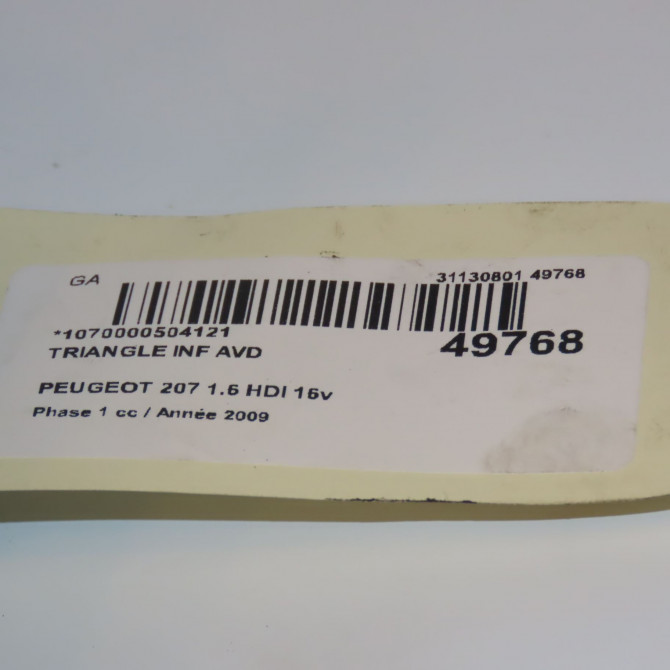 GA 31130801 49768
*1070000504121 49768
TRIANGLE INF AVD
PEUGEOT 207 1.6 HDI 16v
Phase 1 cc / Année 2009